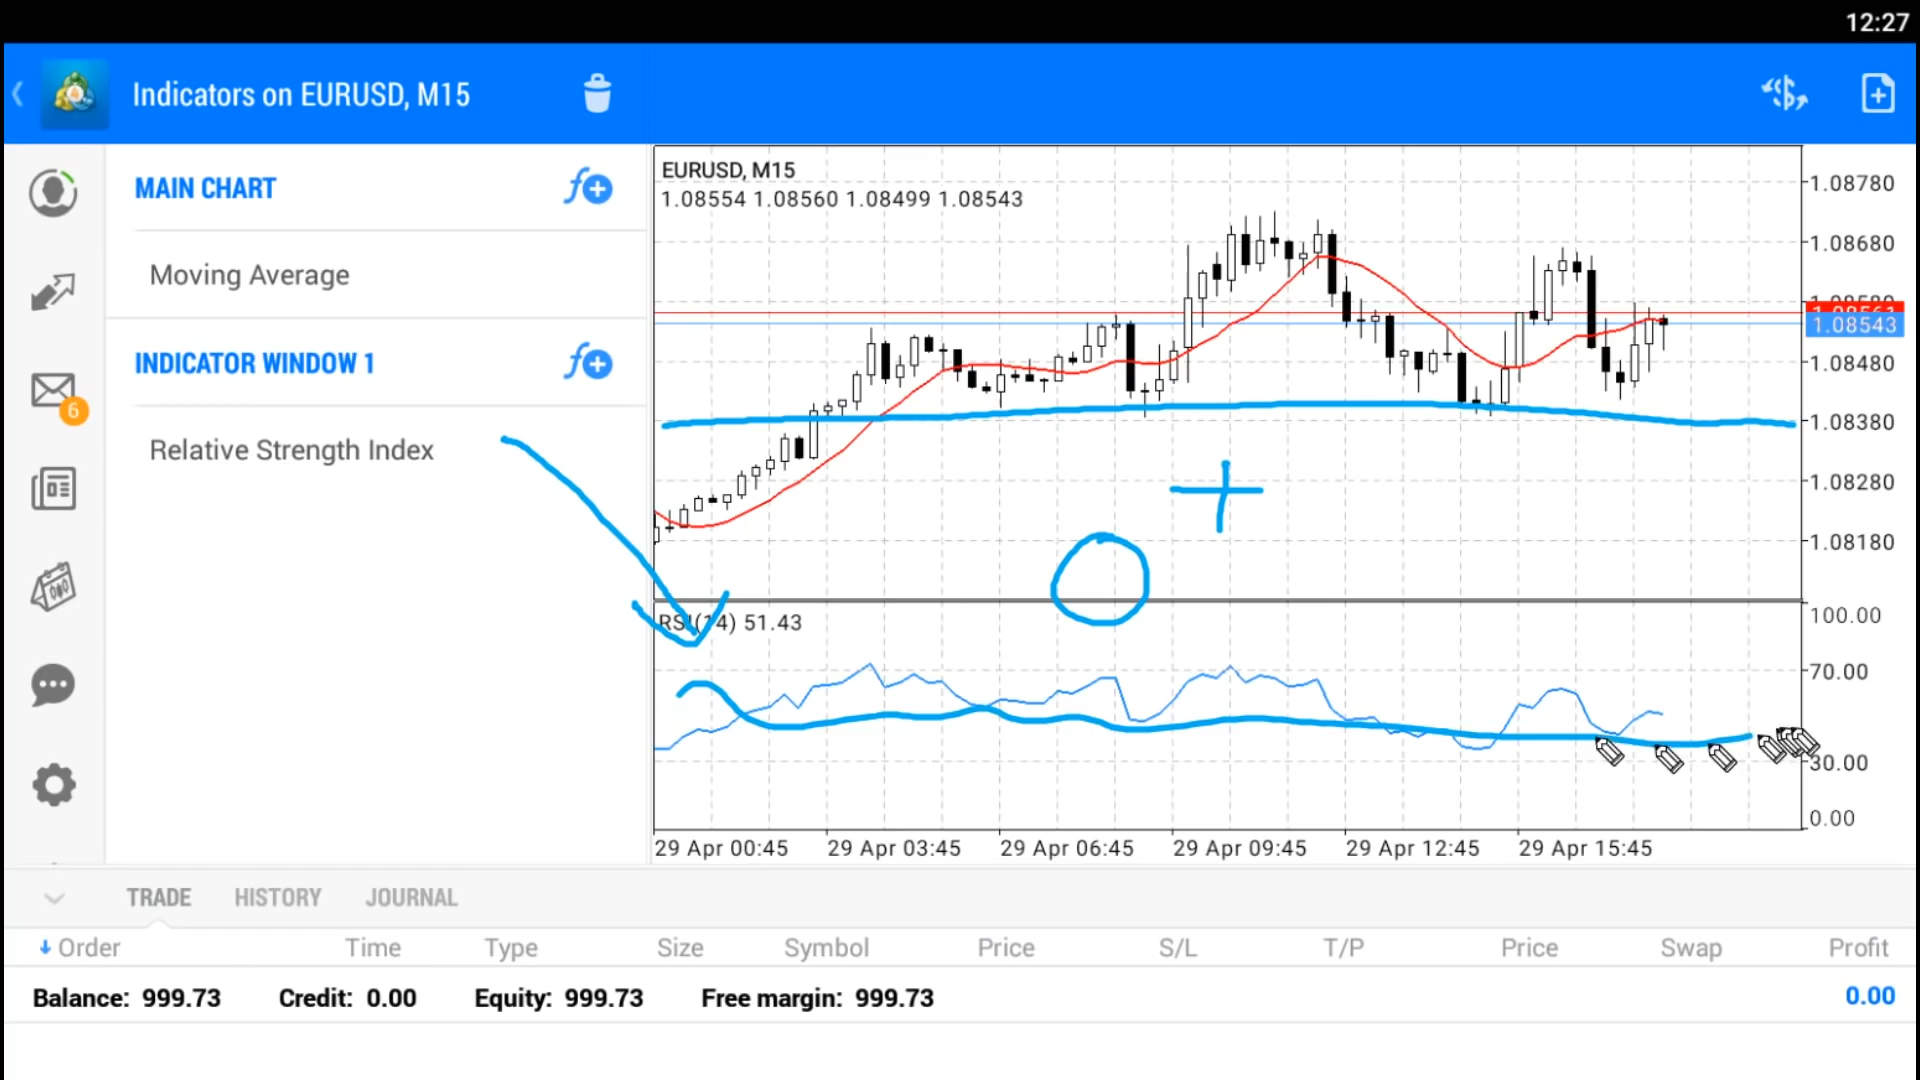 12:27
Indicators on EURUSD, M15
MAIN CHART
Moving Average
INDICATOR WINDOW 1
Relative Strength Index
6
EURUSD, M15
1.08554 1.08560 1.08499 1.08543
1.08780
1.08680
1.08543
1.08480
1.08380
1.08280
1.08180
RSI(14) 51.43
100.00
70.00
30.00
0.00
29 Apr 00:45 29 Apr 03:45 29 Apr 06:45 29 Apr 09:45 29 Apr 12:45 29 Apr 15:45
TRADE HISTORY JOURNAL
Order Time Type Size Symbol Price S/L T/P Price Swap Profit
Balance: 999.73 Credit: 0.00 Equity: 999.73 Free margin: 999.73 0.00